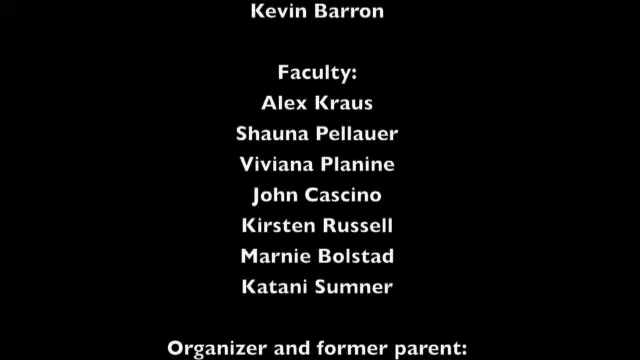 Kevin Barron
Faculty:
Alex Kraus
Shauna Pellauer
Viviana Planine
John Cascino
Kirsten Russell
Marnie Bolstad
Katani Sumner
Organizer and former parent: